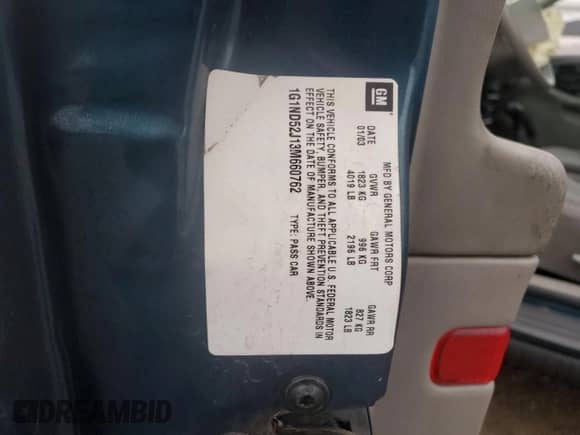 GM
MFD BY GENERAL MOTORS CORP
DATE GVWR GAWR FRT GAWR RR
01/03 1823 KG 996 KG 827 KG
4019 LB 2196 LB 1823 LB
THIS VEHICLE CONFORMS TO ALL APPLICABLE U.S. FEDERAL MOTOR
VEHICLE SAFETY, BUMPER, AND THEFT PREVENTION STANDARDS IN
EFFECT ON THE DATE OF MANUFACTURE SHOWN ABOVE.
1G1ND52J13M660762 TYPE: PASS CAR
DREAMBID